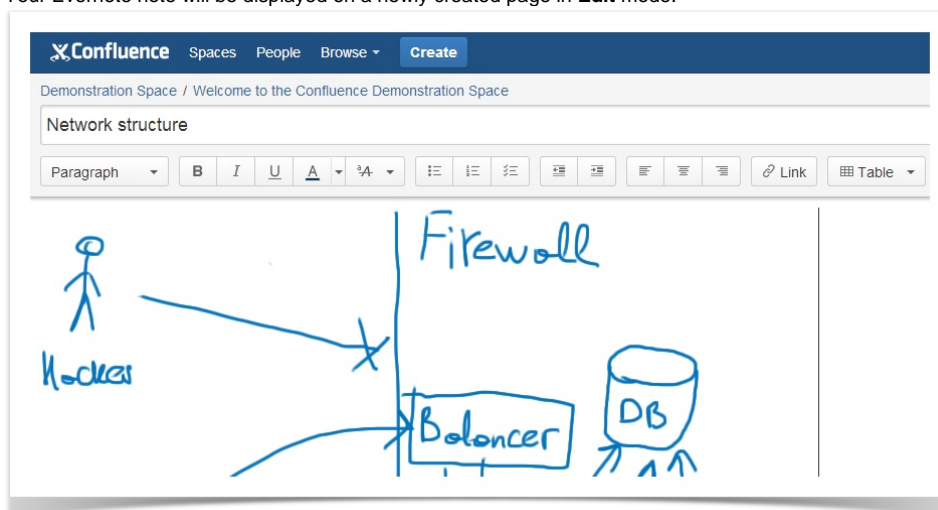 Your Evernote note will be displayed on a newly created page in Edit mode.
Confluence Spaces People Browse Create
Demonstration Space / Welcome to the Confluence Demonstration Space
Network structure
Paragraph B I U A ªA Link Table
Firewall
Hacker
Balancer
DB